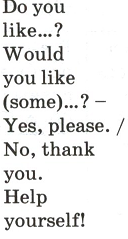 Do you
like...?
Would
you like
(some)...? –
Yes, please. /
No, thank
you.
Help
yourself!